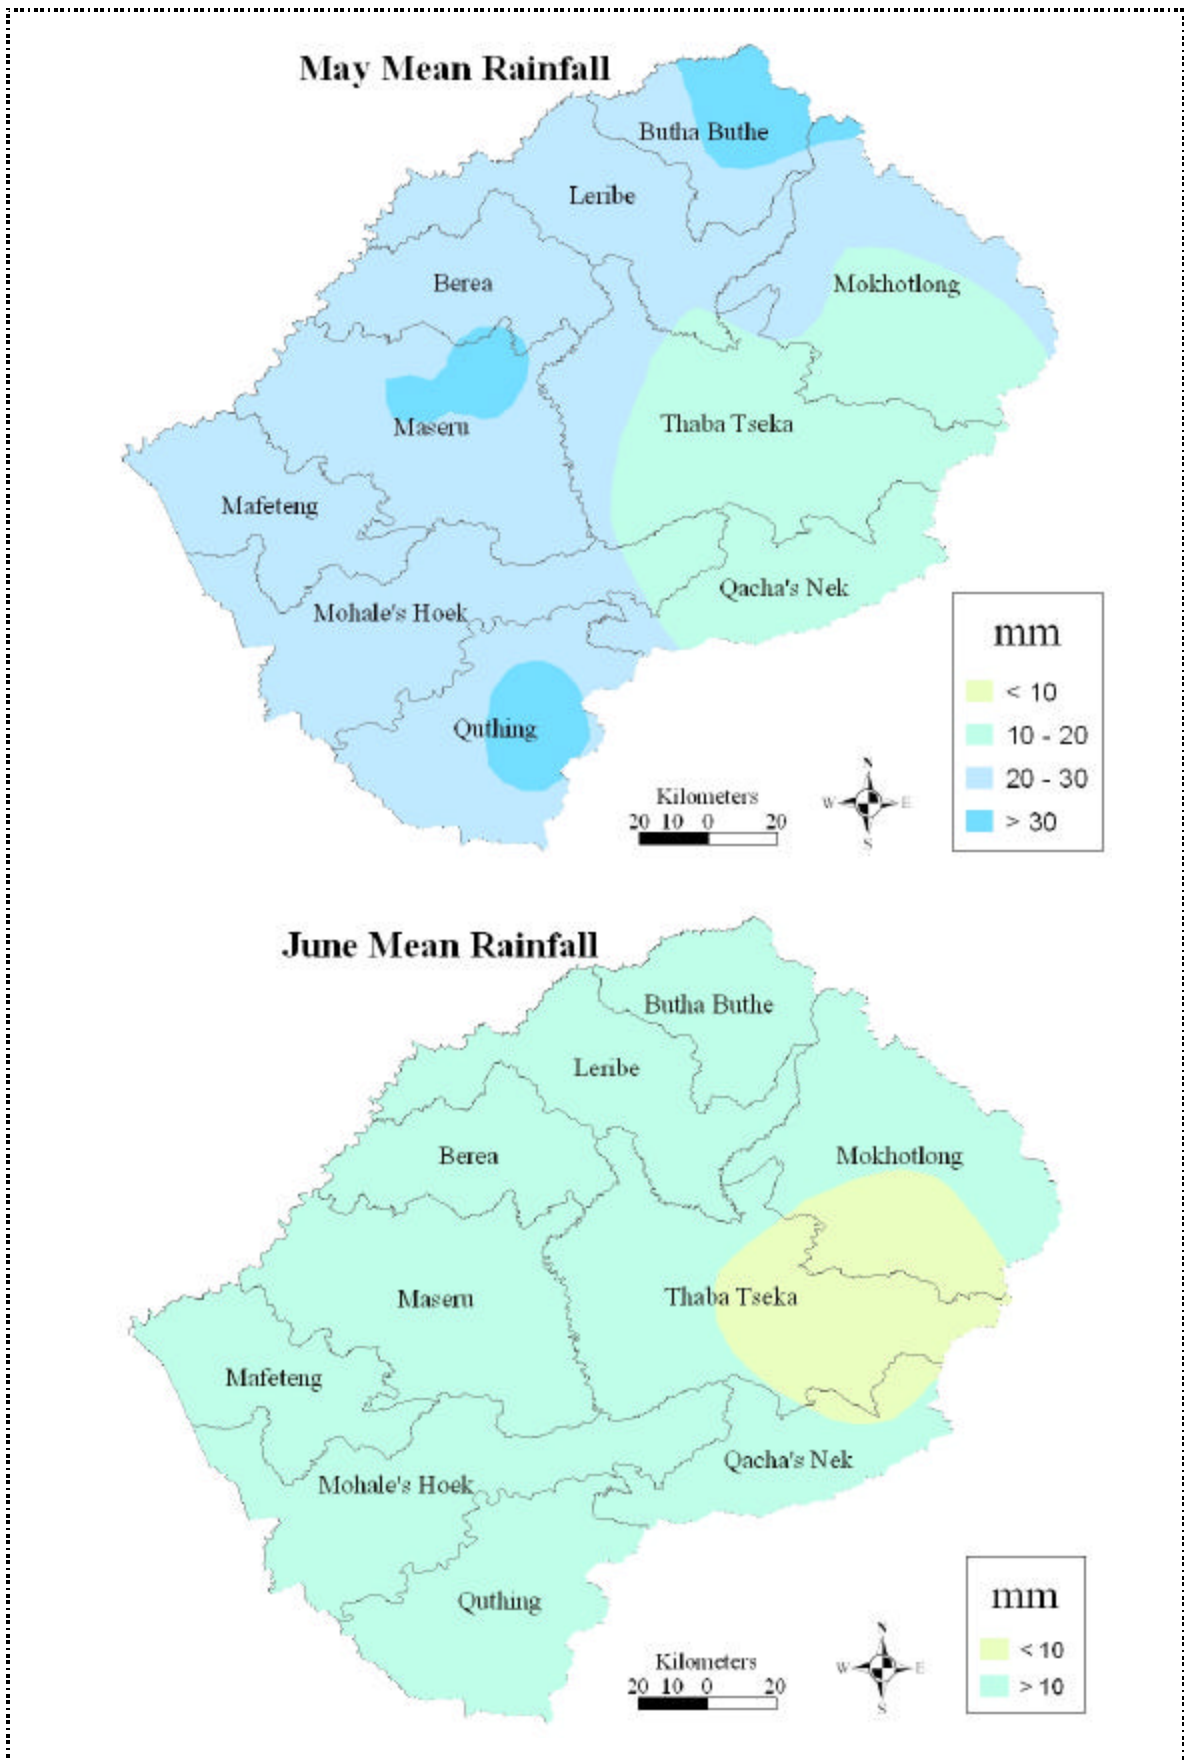 May Mean Rainfall
Butha Buthe
Leribe
Berea
Mokhotlong
Maseru
Thaba Tseka
Mafeteng
Qacha's Nek
Mohale's Hoek
Quthing
mm
< 10
10 - 20
20 - 30
> 30
Kilometers
20 10 0 20
N
W E
S
June Mean Rainfall
Butha Buthe
Leribe
Berea
Mokhotlong
Maseru
Thaba Tseka
Mafeteng
Qacha's Nek
Mohale's Hoek
Quthing
mm
< 10
> 10
Kilometers
20 10 0 20
N
W E
S